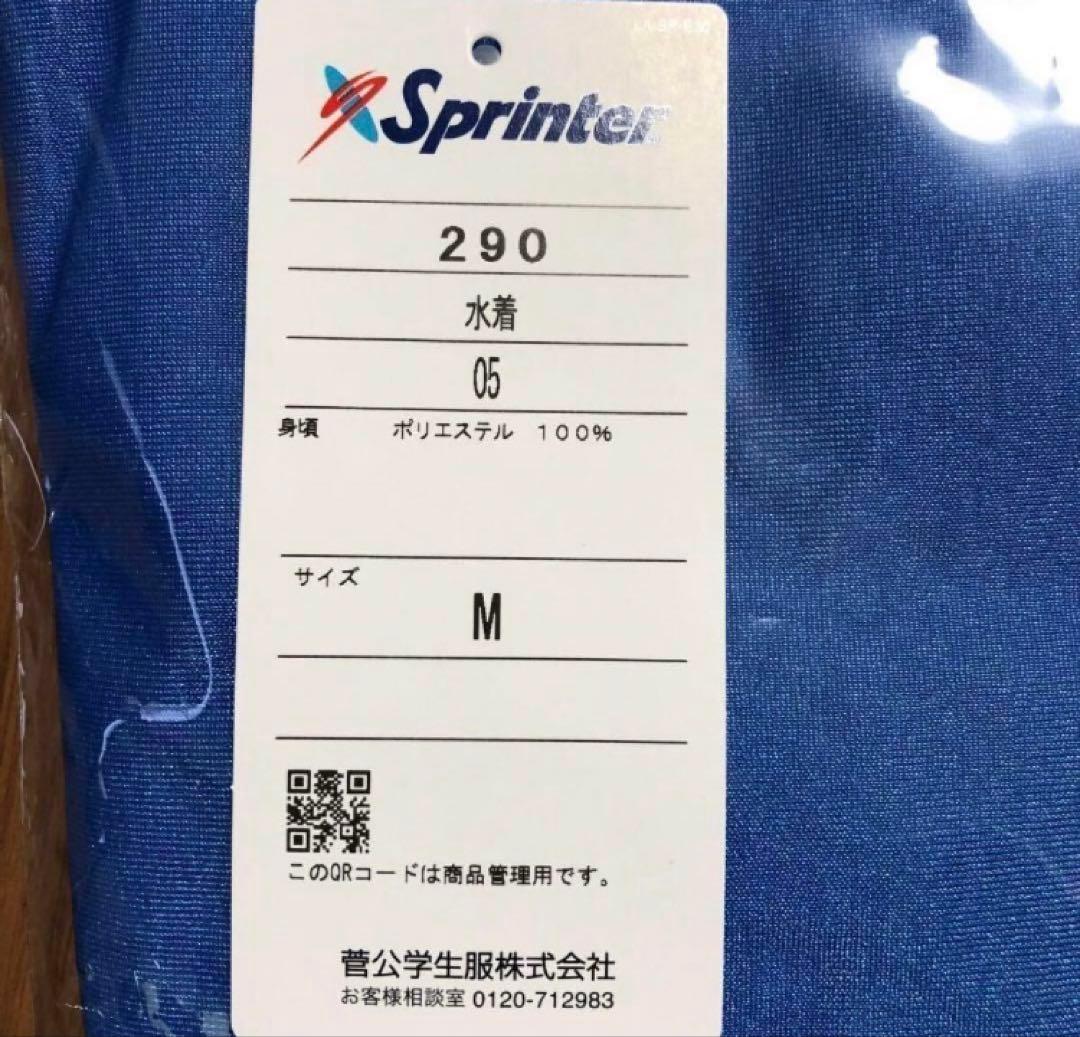 Sprinter
290
水着
05
身頃 ポリエステル 100%
サイズ
M
このQRコードは商品管理用です。
菅公学生服株式会社
お客様相談室 0120-712983